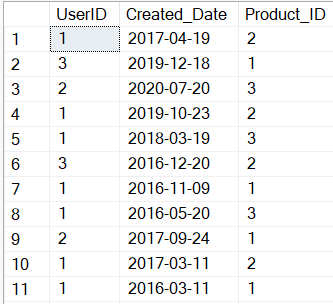 UserID Created_Date Product_ID
1 1 2017-04-19 2
2 3 2019-12-18 1
3 2 2020-07-20 3
4 1 2019-10-23 2
5 1 2018-03-19 3
6 3 2016-12-20 2
7 1 2016-11-09 1
8 1 2016-05-20 3
9 2 2017-09-24 1
10 1 2017-03-11 2
11 1 2016-03-11 1